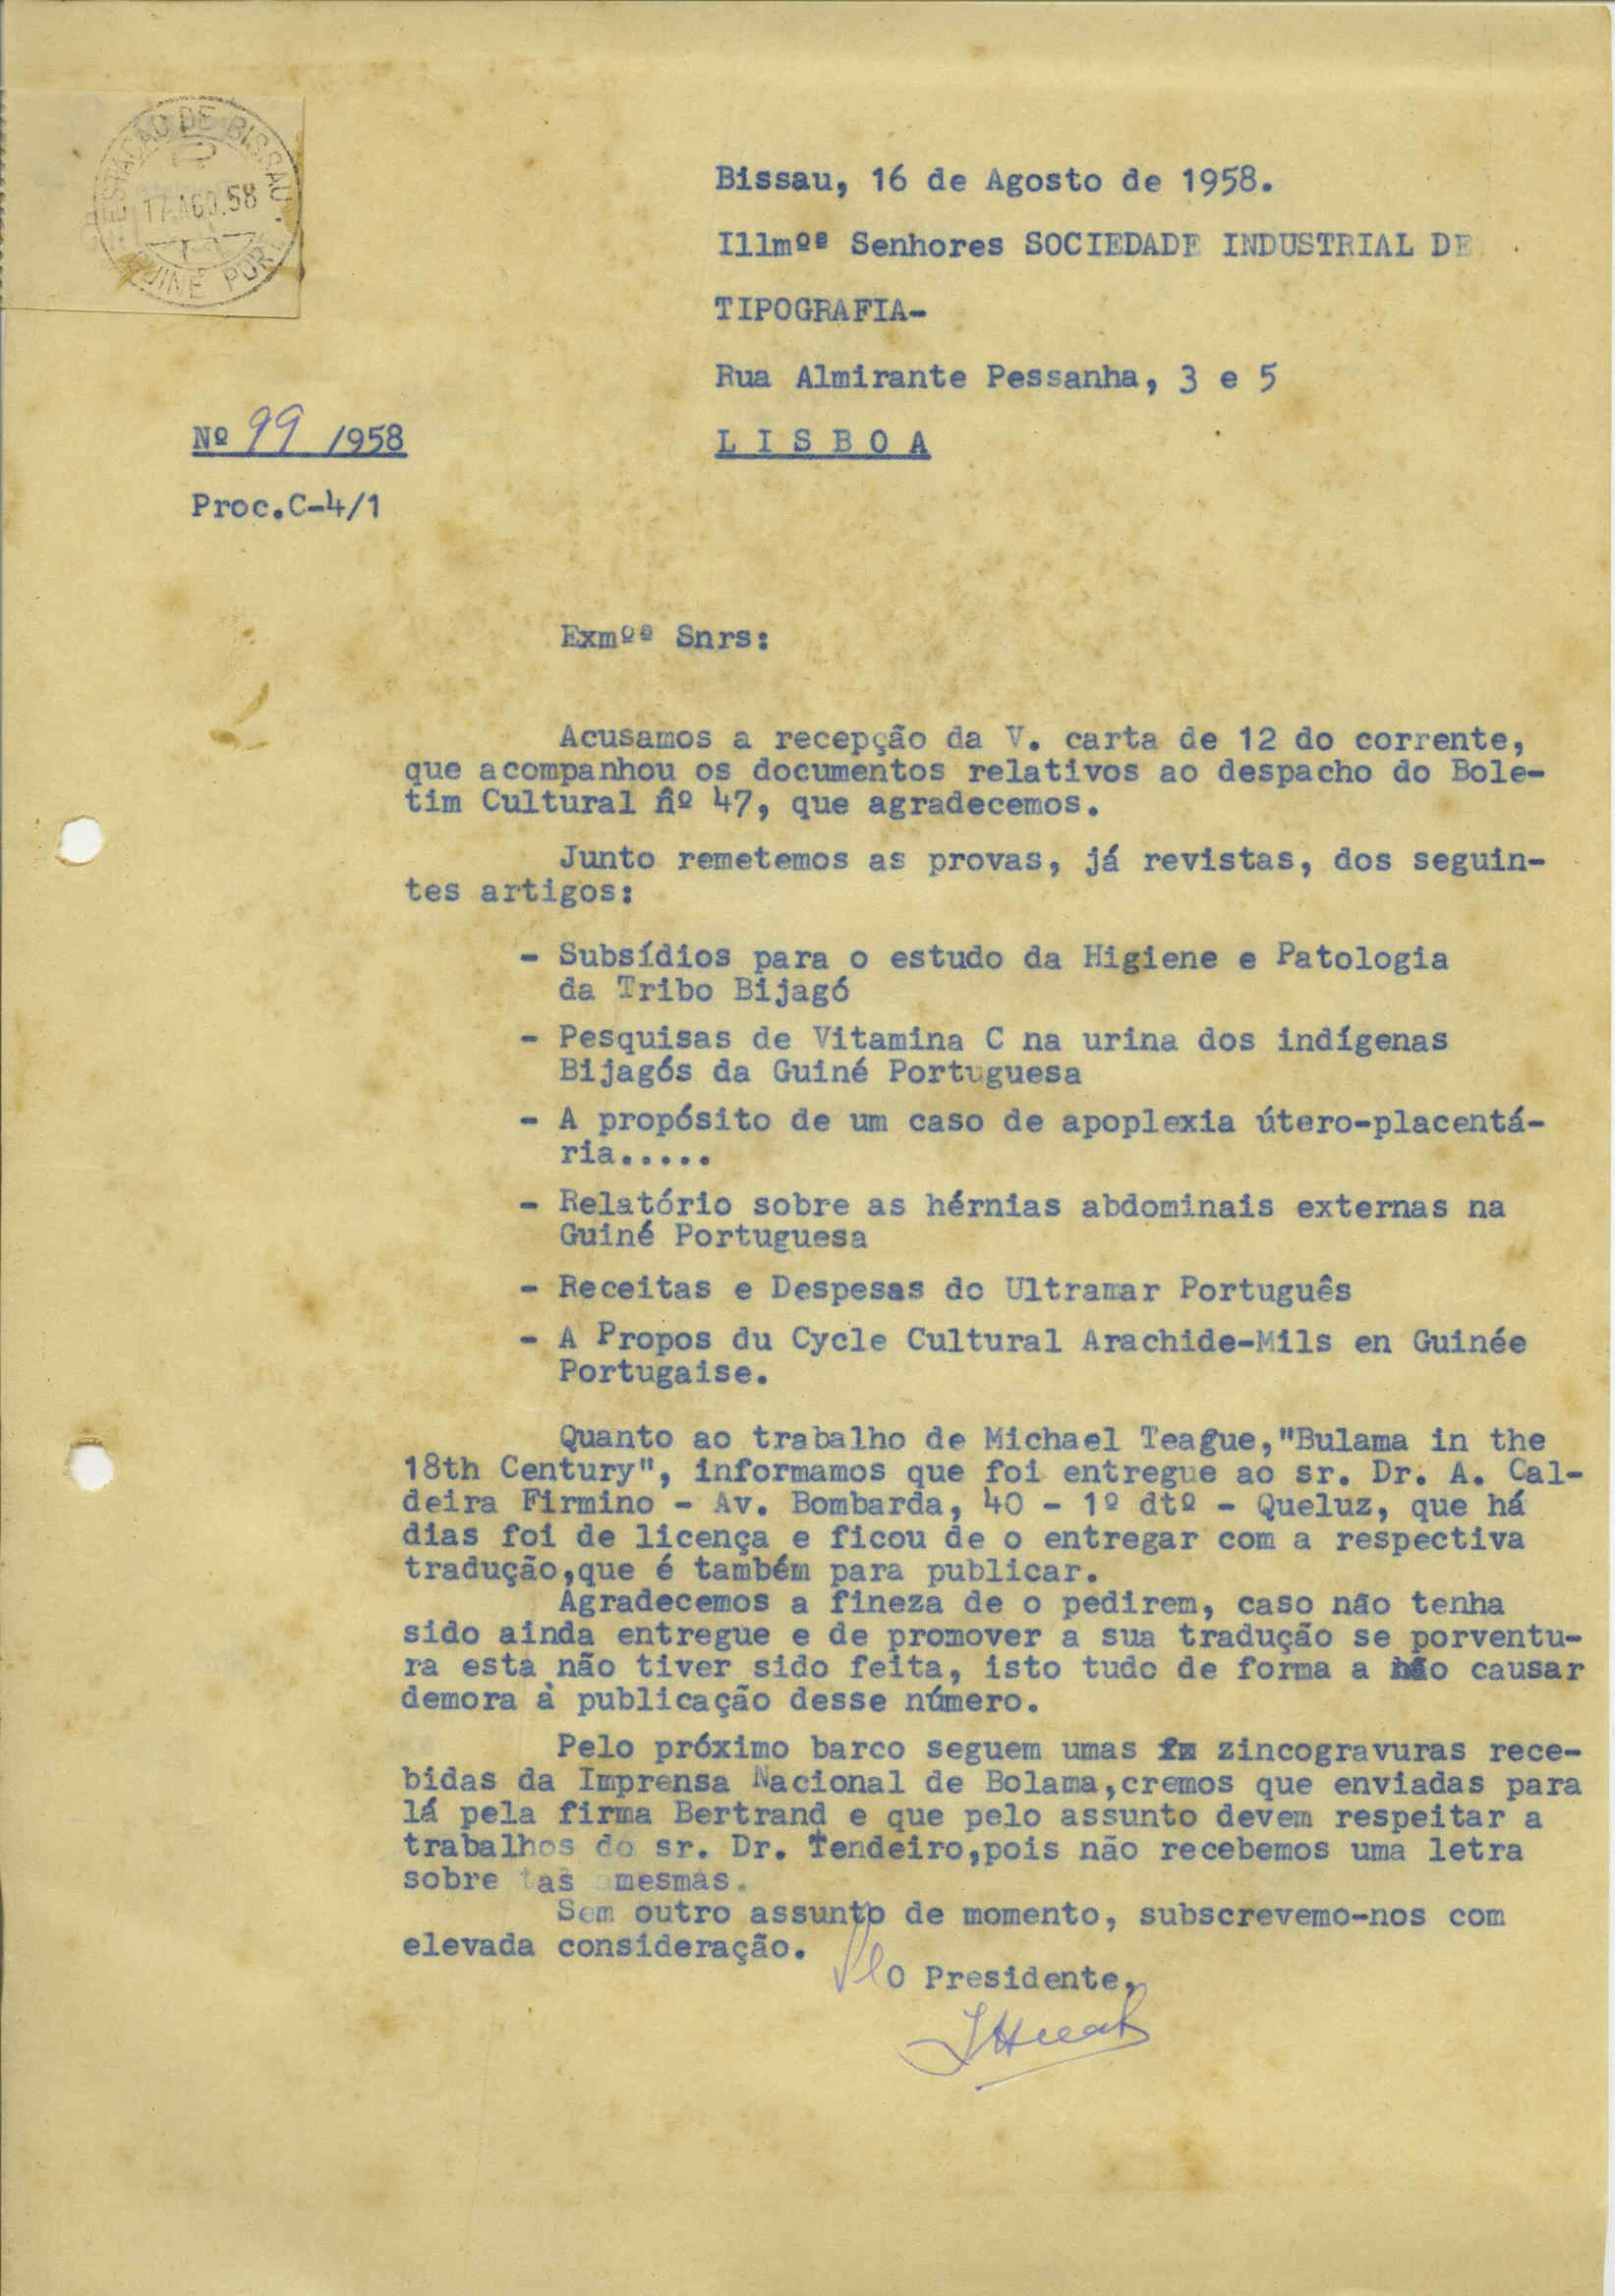 ESTAÇÃO DE BISSAU
17.AGO.58
GUINÉ PORT
Bissau, 16 de Agosto de 1958.
Illmºs Senhores SOCIEDADE INDUSTRIAL DE
TIPOGRAFIA-
Rua Almirante Pessanha, 3 e 5
Nº 99 /1958
L I S B O A
Proc.C-4/1
Exmºs Snrs:
Acusamos a recepção da V. carta de 12 do corrente,
que acompanhou os documentos relativos ao despacho do Bole-
tim Cultural nº 47, que agradecemos.
Junto remetemos as provas, já revistas, dos seguin-
tes artigos:
- Subsídios para o estudo da Higiene e Patologia
da Tribo Bijagó
- Pesquisas de Vitamina C na urina dos indígenas
Bijagós da Guiné Portuguesa
- A propósito de um caso de apoplexia útero-placentá-
ria.....
- Relatório sobre as hérnias abdominais externas na
Guiné Portuguesa
- Receitas e Despesas do Ultramar Português
- A Propos du Cycle Cultural Arachide-Mils en Guinée
Portugaise.
Quanto ao trabalho de Michael Teague,"Bulama in the
18th Century", informamos que foi entregue ao sr. Dr. A. Cal-
deira Firmino - Av. Bombarda, 40 - 1º dtº - Queluz, que há
dias foi de licença e ficou de o entregar com a respectiva
tradução,que é também para publicar.
Agradecemos a fineza de o pedirem, caso não tenha
sido ainda entregue e de promover a sua tradução se porventu-
ra esta não tiver sido feita, isto tudo de forma a não causar
demora à publicação desse número.
Pelo próximo barco seguem umas zincogravuras rece-
bidas da Imprensa Nacional de Bolama,cremos que enviadas para
lá pela firma Bertrand e que pelo assunto devem respeitar a
trabalhos do sr. Dr. Tendeiro,pois não recebemos uma letra
sobre as mesmas.
Sem outro assunto de momento, subscrevemo-nos com
elevada consideração.
O Presidente,